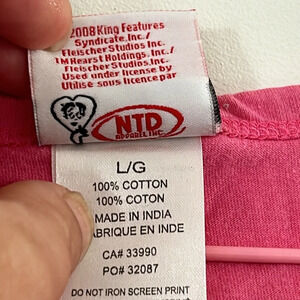 2008 King Features
Syndicate, Inc./
Fleischer Studios Inc.
TM Hearst Holdings, Inc./
Fleischer Studios, Inc.
Used under license by
Utilisé sous licence par
NTD
APPAREL INC.
L/G
100% COTTON
100% COTON
MADE IN INDIA
ABRIQUE EN INDE
CA# 33990
PO# 32087
DO NOT IRON SCREEN PRINT